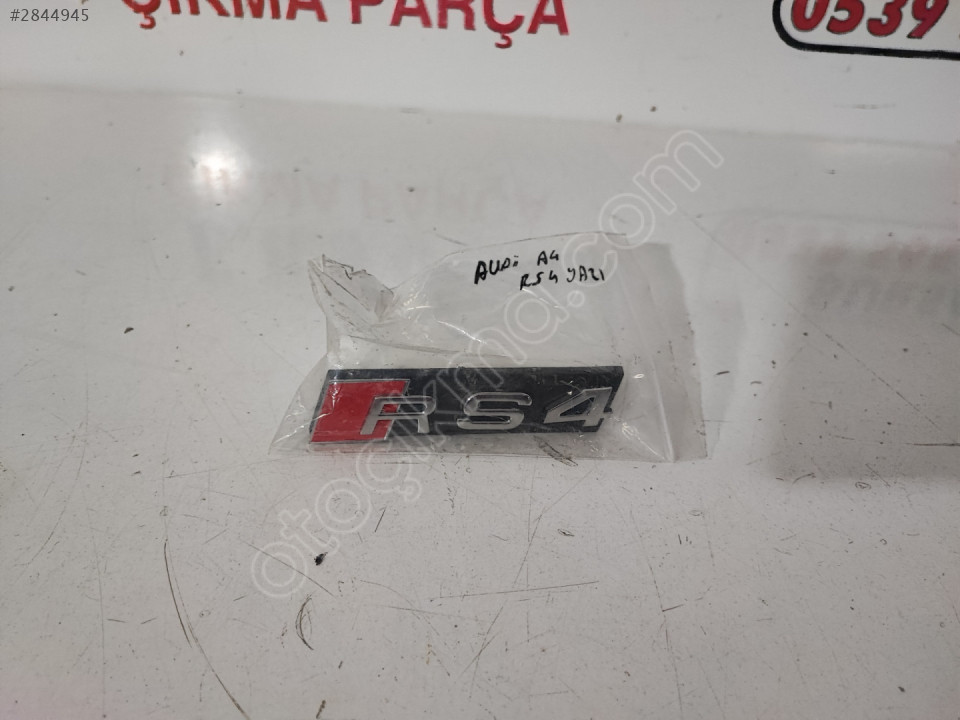 #2844945
ÇIKMA PARÇA
0539
AUDi A4
RS4 YAZI
RS4
otoçıkma.com